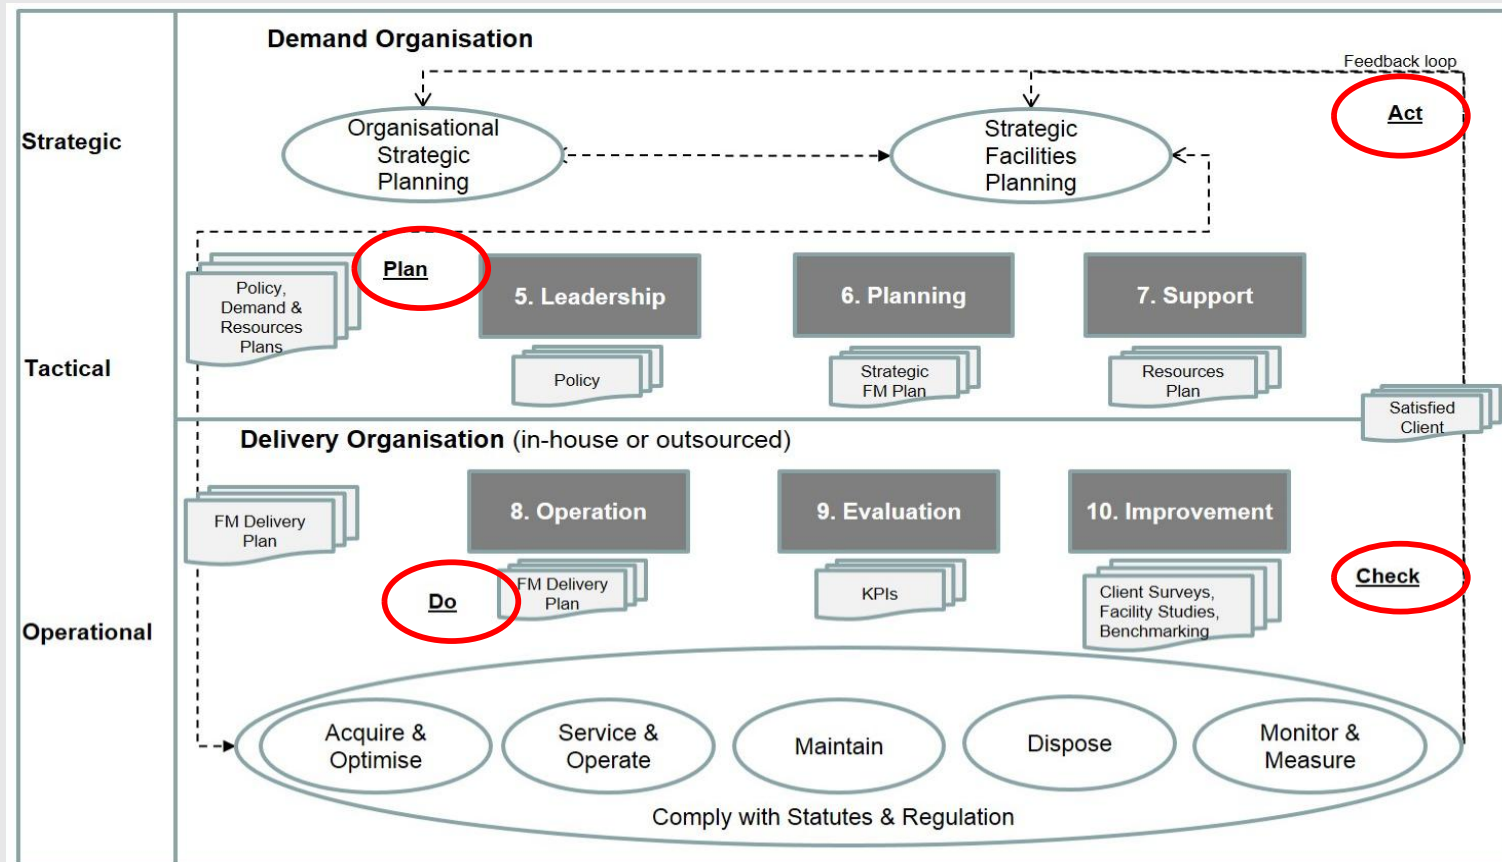 Demand Organisation
Feedback loop
Strategic
Organisational
Strategic
Planning
Strategic
Facilities
Planning
Act
Tactical
Policy,
Demand &
Resources
Plans
Plan
5. Leadership
6. Planning
7. Support
Policy
Strategic
FM Plan
Resources
Plan
Satisfied
Client
Delivery Organisation (in-house or outsourced)
Operational
FM Delivery
Plan
8. Operation
9. Evaluation
10. Improvement
Do
FM Delivery
Plan
KPIs
Client Surveys,
Facility Studies,
Benchmarking
Check
Acquire &
Optimise
Service &
Operate
Maintain
Dispose
Monitor &
Measure
Comply with Statutes & Regulation